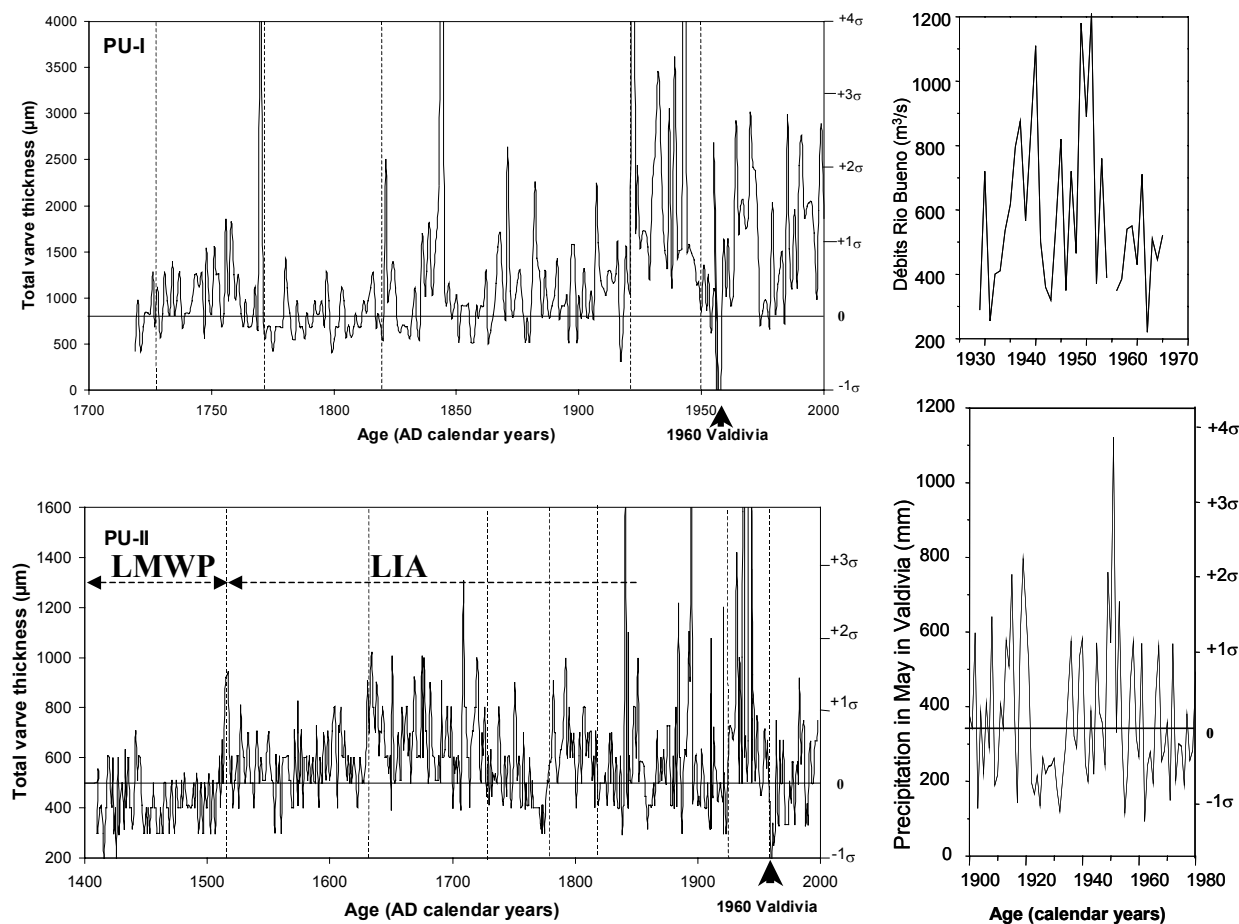 PU-I
Total varve thickness (µm)
4000
3500
3000
2500
2000
1500
1000
500
0
+4σ
+3σ
+2σ
+1σ
0
-1σ
1700
1750
1800
1850
1900
1950
2000
Age (AD calendar years)
1960 Valdivia
Débits Rio Bueno (m³/s)
1200
1000
800
600
400
200
1930
1940
1950
1960
1970
PU-II
LMWP
LIA
Total varve thickness (µm)
1600
1400
1200
1000
800
600
400
200
+3σ
+2σ
+1σ
0
-1σ
1400
1500
1600
1700
1800
1900
2000
Age (AD calendar years)
1960 Valdivia
Precipitation in May in Valdivia (mm)
1200
1000
800
600
400
200
0
+4σ
+3σ
+2σ
+1σ
0
-1σ
1900
1920
1940
1960
1980
Age (calendar years)